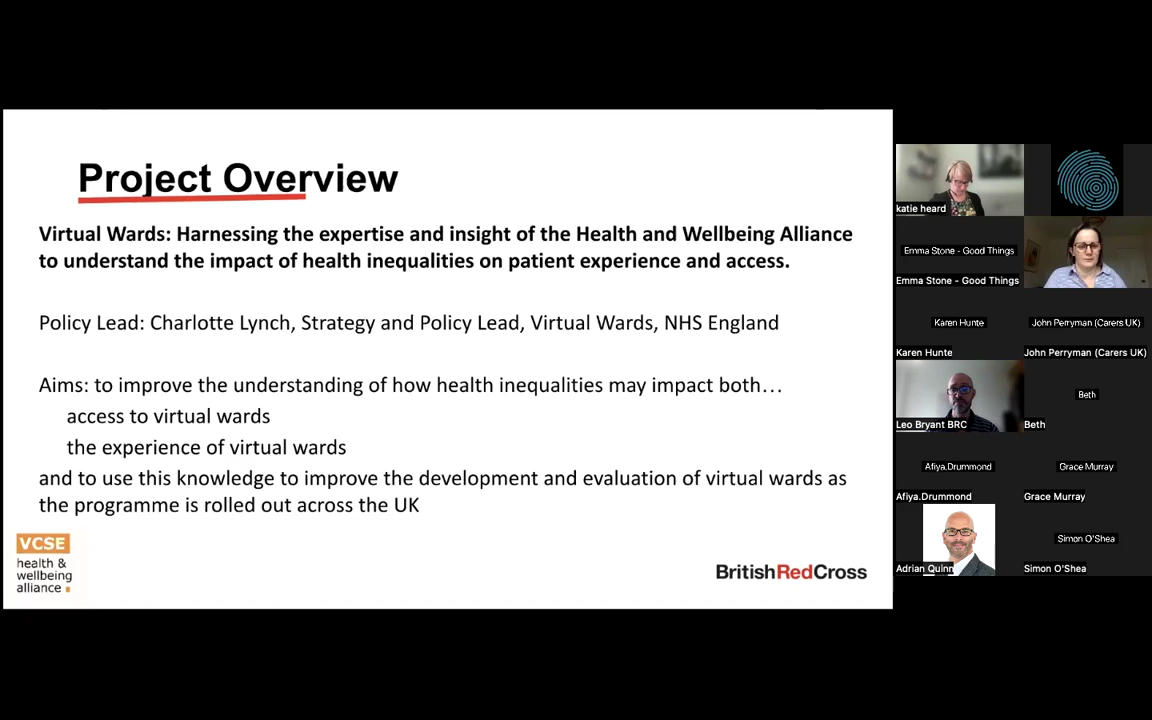 Project Overview
Virtual Wards: Harnessing the expertise and insight of the Health and Wellbeing Alliance
to understand the impact of health inequalities on patient experience and access.
Policy Lead: Charlotte Lynch, Strategy and Policy Lead, Virtual Wards, NHS England
Aims: to improve the understanding of how health inequalities may impact both…
access to virtual wards
the experience of virtual wards
and to use this knowledge to improve the development and evaluation of virtual wards as
the programme is rolled out across the UK
VCSE
health &
wellbeing
alliance
BritishRedCross
katie heard
Emma Stone - Good Things
Emma Stone - Good Things
Karen Hunte
John Perryman (Carers UK)
Karen Hunte
John Perryman (Carers UK)
Beth
Leo Bryant BRC
Beth
Afiya.Drummond
Grace Murray
Afiya.Drummond
Grace Murray
Simon O'Shea
Adrian Quinn
Simon O'Shea